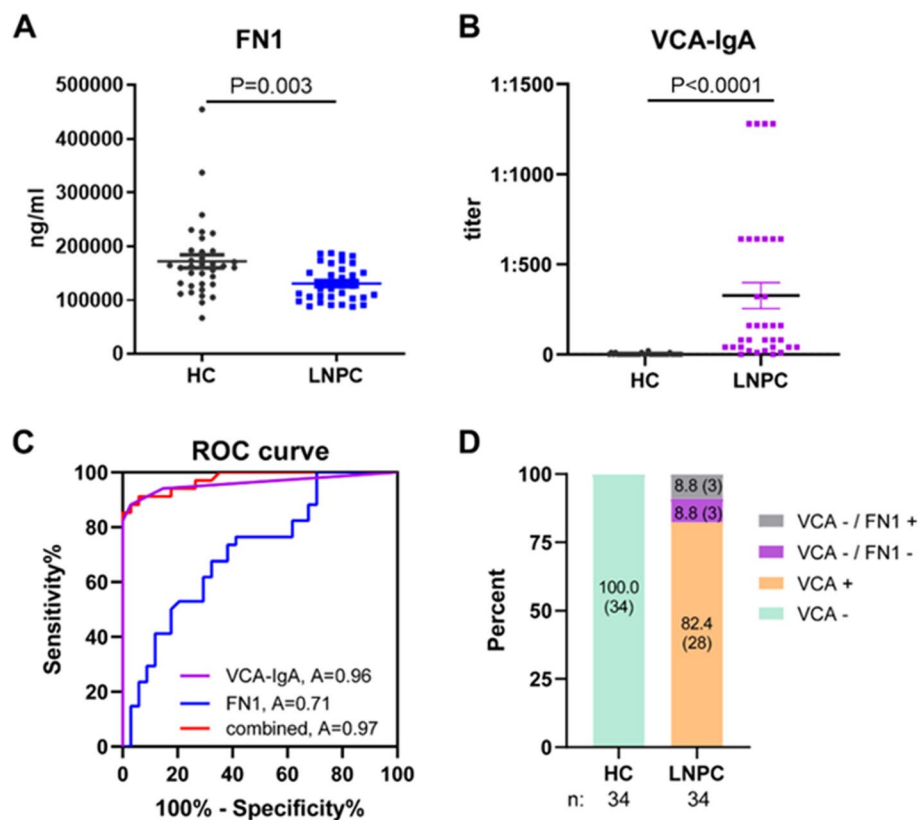 A
FN1
P=0.003
500000
400000
300000
200000
100000
0
ng/ml
HC
LNPC
B
VCA-IgA
P<0.0001
1:1500
1:1000
1:500
0
titer
HC
LNPC
C
ROC curve
100
80
60
40
20
0
Sensitivity%
VCA-IgA, A=0.96
FN1, A=0.71
combined, A=0.97
0 20 40 60 80 100
100% - Specificity%
D
100
75
50
25
0
Percent
100.0
(34)
8.8 (3)
8.8 (3)
82.4
(28)
HC
LNPC
n: 34 34
VCA - / FN1 +
VCA - / FN1 -
VCA +
VCA -